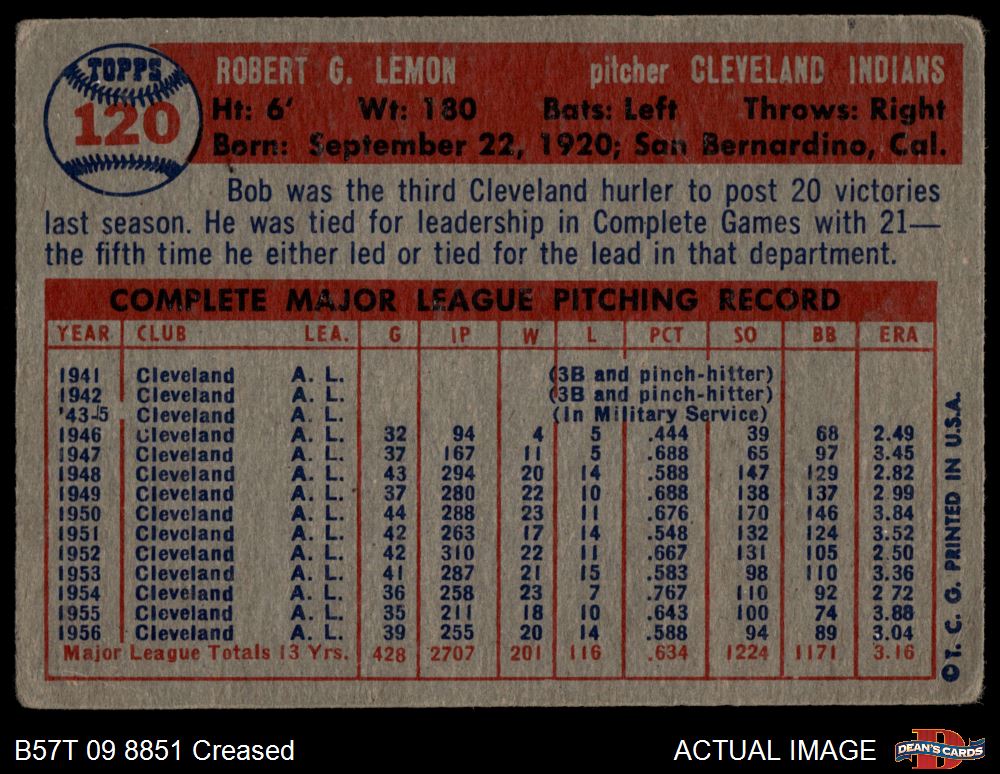 TOPPS
120
ROBERT G. LEMON pitcher CLEVELAND INDIANS
Ht: 6' Wt: 180 Bats: Left Throws: Right
Born: September 22, 1920; San Bernardino, Cal.
Bob was the third Cleveland hurler to post 20 victories
last season. He was tied for leadership in Complete Games with 21—
the fifth time he either led or tied for the lead in that department.
COMPLETE MAJOR LEAGUE PITCHING RECORD
YEAR CLUB LEA. G IP W L PCT SO BB ERA
1941 Cleveland A. L. (3B and pinch-hitter)
1942 Cleveland A. L. (3B and pinch-hitter)
'43-5 Cleveland A. L. (In Military Service)
1946 Cleveland A. L. 32 94 4 5 .444 39 68 2.49
1947 Cleveland A. L. 37 167 11 5 .688 65 97 3.45
1948 Cleveland A. L. 43 294 20 14 .588 147 129 2.82
1949 Cleveland A. L. 37 280 22 10 .688 138 137 2.99
1950 Cleveland A. L. 44 288 23 11 .676 170 146 3.84
1951 Cleveland A. L. 42 263 17 14 .548 132 124 3.52
1952 Cleveland A. L. 42 310 22 11 .667 131 105 2.50
1953 Cleveland A. L. 41 287 21 15 .583 98 110 3.36
1954 Cleveland A. L. 36 258 23 7 .767 110 92 2.72
1955 Cleveland A. L. 35 211 18 10 .643 100 74 3.88
1956 Cleveland A. L. 39 255 20 14 .588 94 89 3.04
Major League Totals 13 Yrs. 428 2707 201 116 .634 1224 1171 3.16
©T. C. G. PRINTED IN U.S.A.
B57T 09 8851 Creased
ACTUAL IMAGE
DEAN'S CARDS